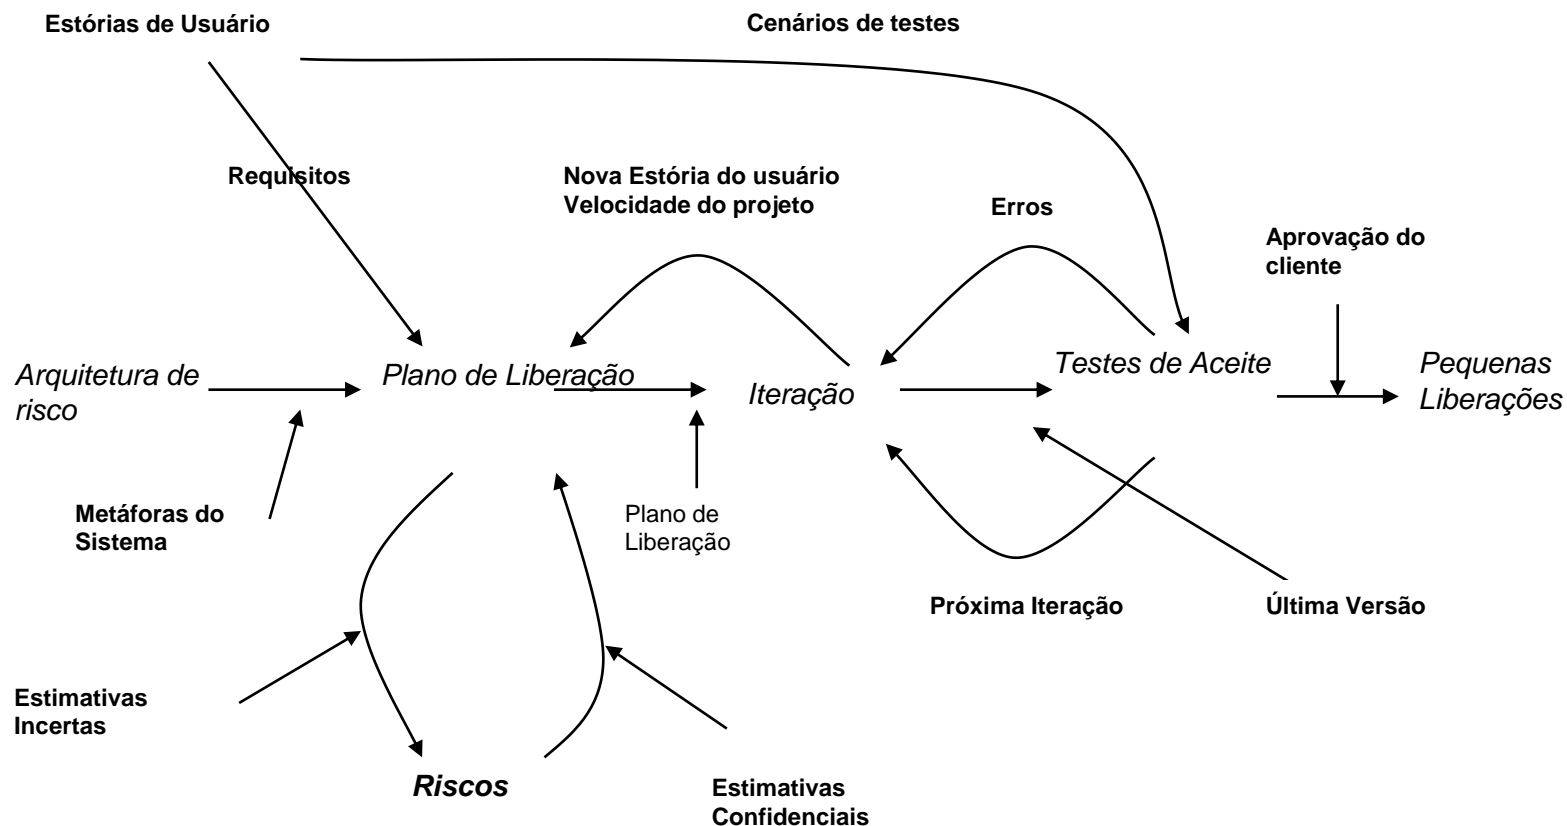 Estórias de Usuário
Cenários de testes
Requisitos
Nova Estória do usuário
Velocidade do projeto
Erros
Aprovação do
cliente
Arquitetura de
risco
Plano de Liberação
Iteração
Testes de Aceite
Pequenas
Liberações
Metáforas do
Sistema
Plano de
Liberação
Próxima Iteração
Última Versão
Estimativas
Incertas
Riscos
Estimativas
Confidenciais